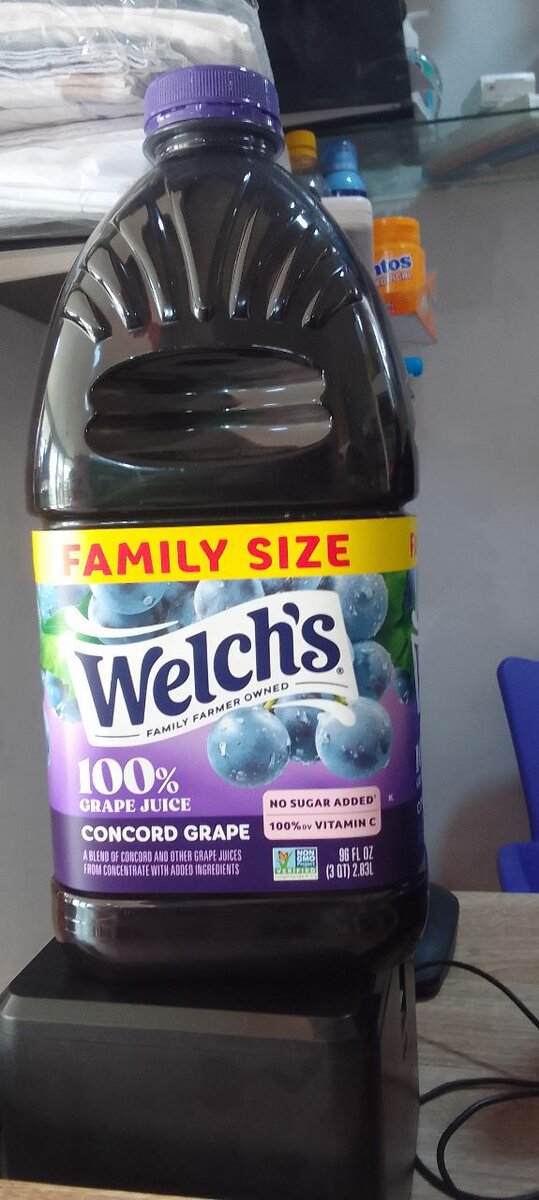 ntos
FAMILY SIZE
Welch's®
FAMILY FARMER OWNED
100%
GRAPE JUICE
NO SUGAR ADDED
K
100% DV VITAMIN C
CONCORD GRAPE
A BLEND OF CONCORD AND OTHER GRAPE JUICES
FROM CONCENTRATE WITH ADDED INGREDIENTS
NON
GMO
Project
VERIFIED
96 FL OZ
(3 QT) 2.83L